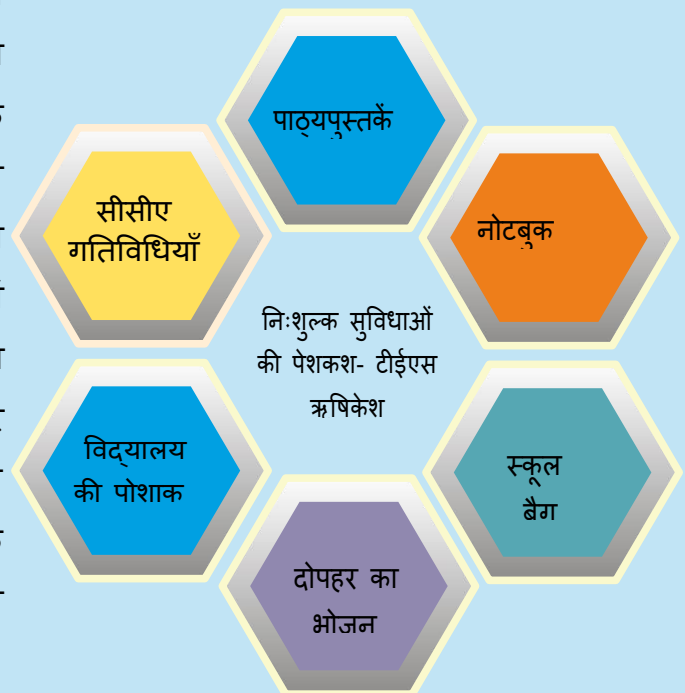 पाठ्यपुस्तकें
नोटबुक
स्कूल
बैग
दोपहर का
भोजन
विद्यालय
की पोशाक
सीसीए
गतिविधियाँ
निःशुल्क सुविधाओं
की पेशकश- टीईएस
ऋषिकेश